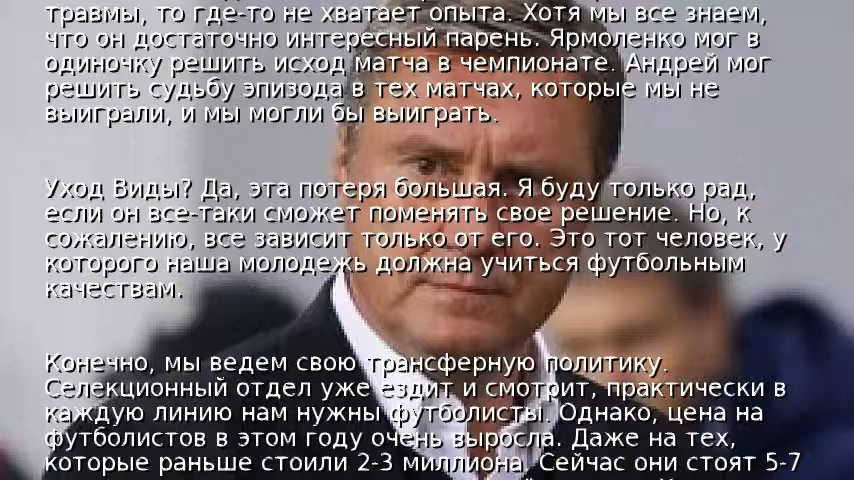 травмы, то где-то не хватает опыта. Хотя мы все знаем,
что он достаточно интересный парень. Ярмоленко мог в
одиночку решить исход матча в чемпионате. Андрей мог
решить судьбу эпизода в тех матчах, которые мы не
выиграли, и мы могли бы выиграть.
Уход Виды? Да, эта потеря большая. Я буду только рад,
если он все-таки сможет поменять свое решение. Но, к
сожалению, все зависит только от его. Это тот человек, у
которого наша молодежь должна учиться футбольным
качествам.
Конечно, мы ведем свою трансферную политику.
Селекционный отдел уже ездит и смотрит, практически в
каждую линию нам нужны футболисты. Однако, цена на
футболистов в этом году очень выросла. Даже на тех,
которые раньше стоили 2-3 миллиона. Сейчас они стоят 5-7